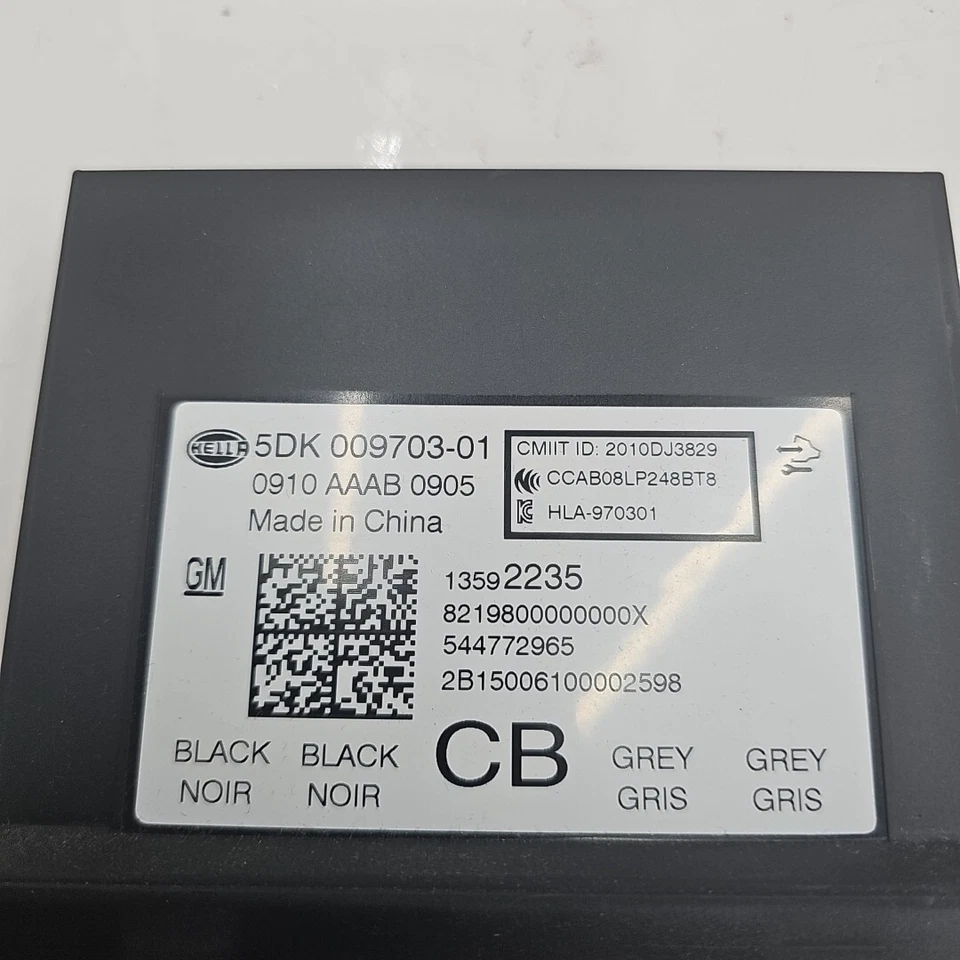 HELLA 5DK 009703-01
0910 AAAB 0905
Made in China
CMIIT ID: 2010DJ3829
CCAB08LP248BT8
HLA-970301
GM
13592235
8219800000000X
544772965
2B15006100002598
BLACK BLACK CB GREY GREY
NOIR NOIR GRIS GRIS